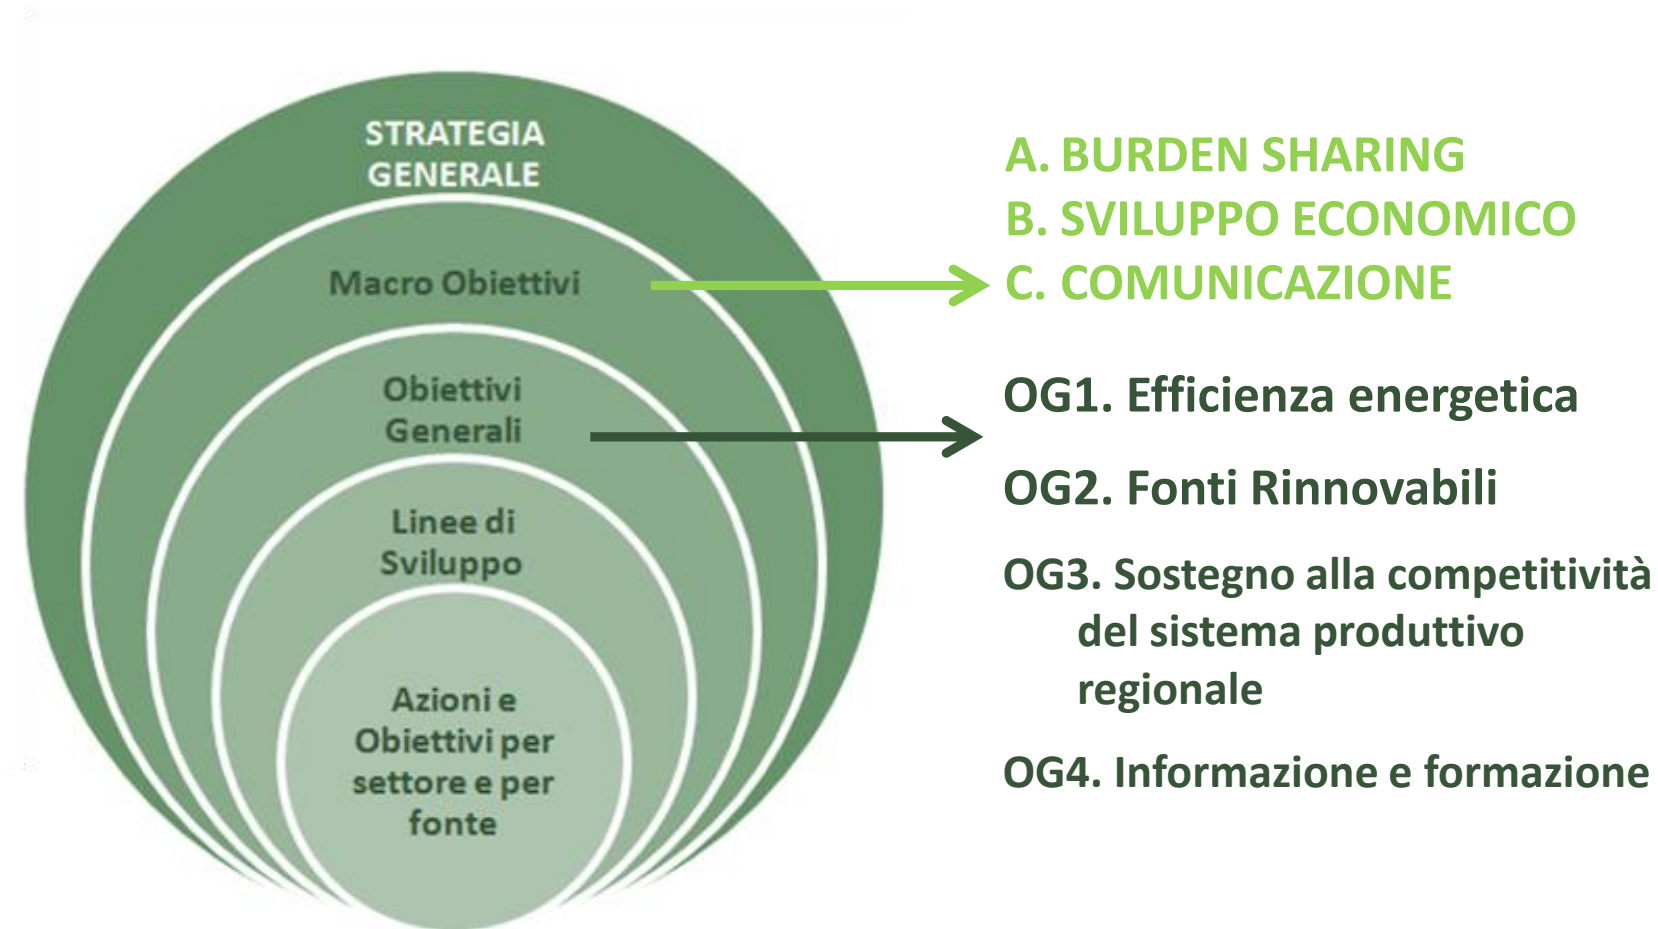 STRATEGIA
GENERALE
Macro Obiettivi
Obiettivi
Generali
Linee di
Sviluppo
Azioni e
Obiettivi per
settore e per
fonte
A. BURDEN SHARING
B. SVILUPPO ECONOMICO
C. COMUNICAZIONE
OG1. Efficienza energetica
OG2. Fonti Rinnovabili
OG3. Sostegno alla competitività
del sistema produttivo
regionale
OG4. Informazione e formazione